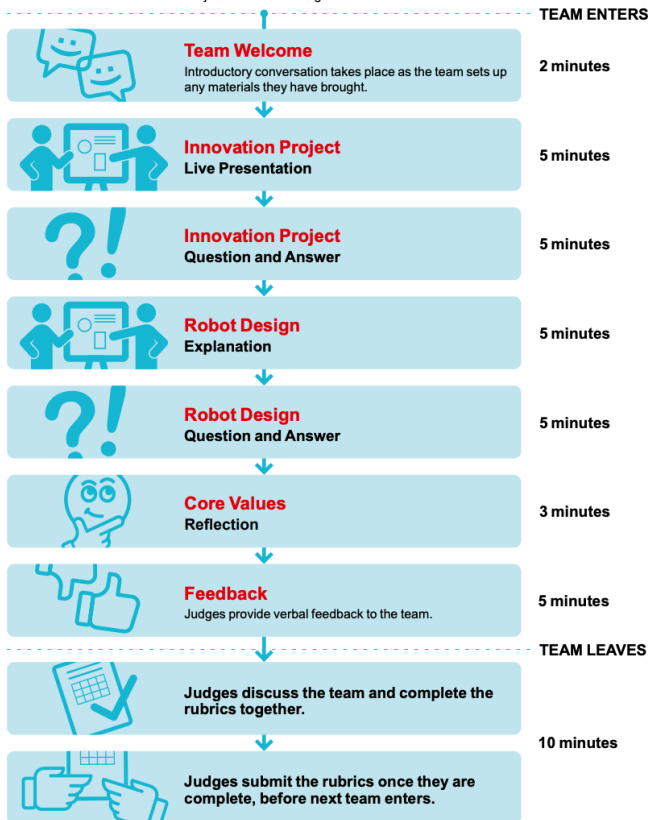 TEAM ENTERS
Team Welcome
Introductory conversation takes place as the team sets up
any materials they have brought.
2 minutes
Innovation Project
Live Presentation
5 minutes
Innovation Project
Question and Answer
5 minutes
Robot Design
Explanation
5 minutes
Robot Design
Question and Answer
5 minutes
Core Values
Reflection
3 minutes
Feedback
Judges provide verbal feedback to the team.
5 minutes
TEAM LEAVES
Judges discuss the team and complete the
rubrics together.
10 minutes
Judges submit the rubrics once they are
complete, before next team enters.